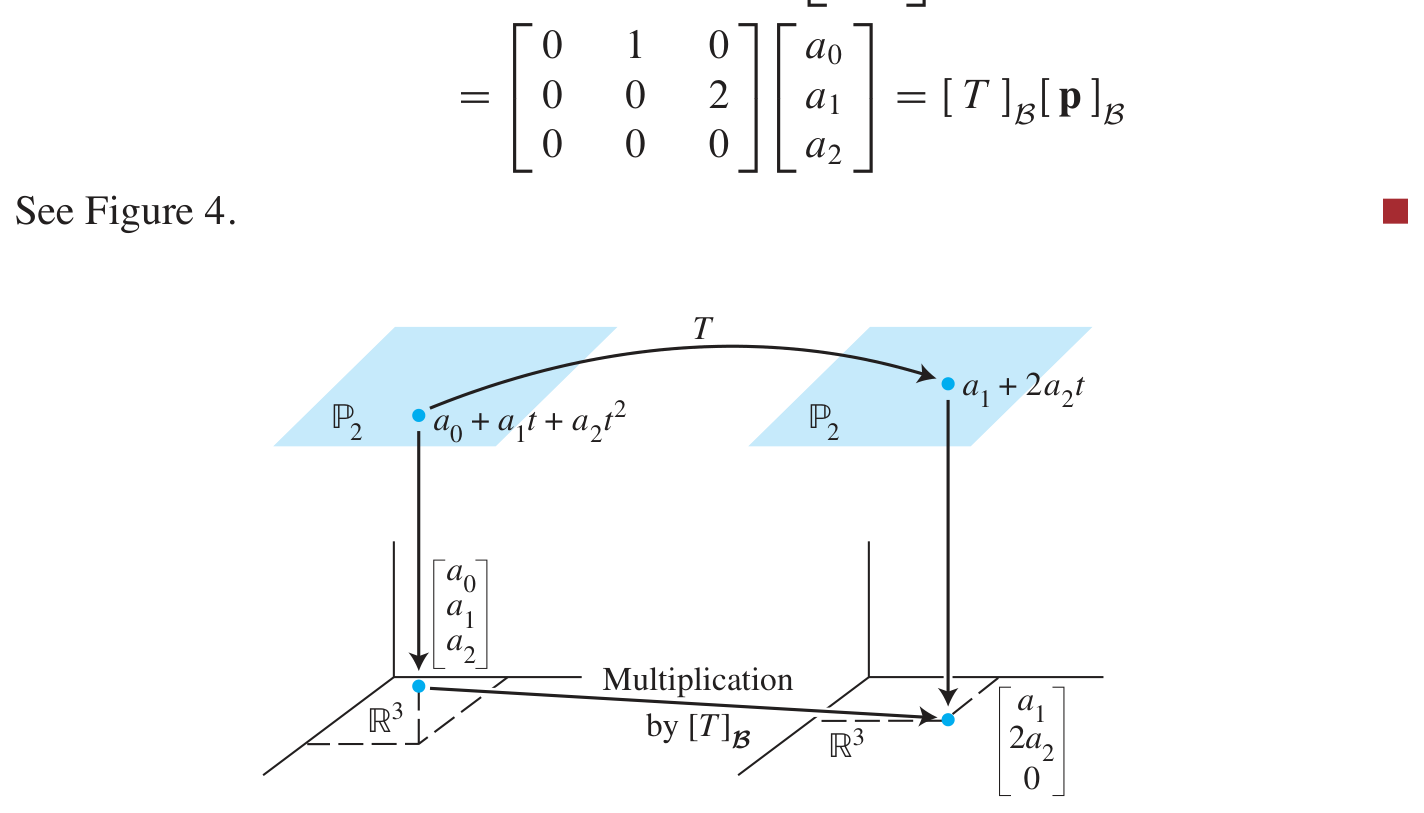 = [ 0 1 0 ] [ a₀ ]
[ 0 0 2 ] [ a₁ ] = [ T ]_ℬ [ 𝐩 ]_ℬ
[ 0 0 0 ] [ a₂ ]
See Figure 4.
T
ℙ₂
a₀ + a₁t + a₂t²
ℙ₂
a₁ + 2a₂t
[ a₀ ]
[ a₁ ]
[ a₂ ]
Multiplication
by [T]_ℬ
ℝ³
ℝ³
[ a₁ ]
[ 2a₂ ]
[ 0 ]